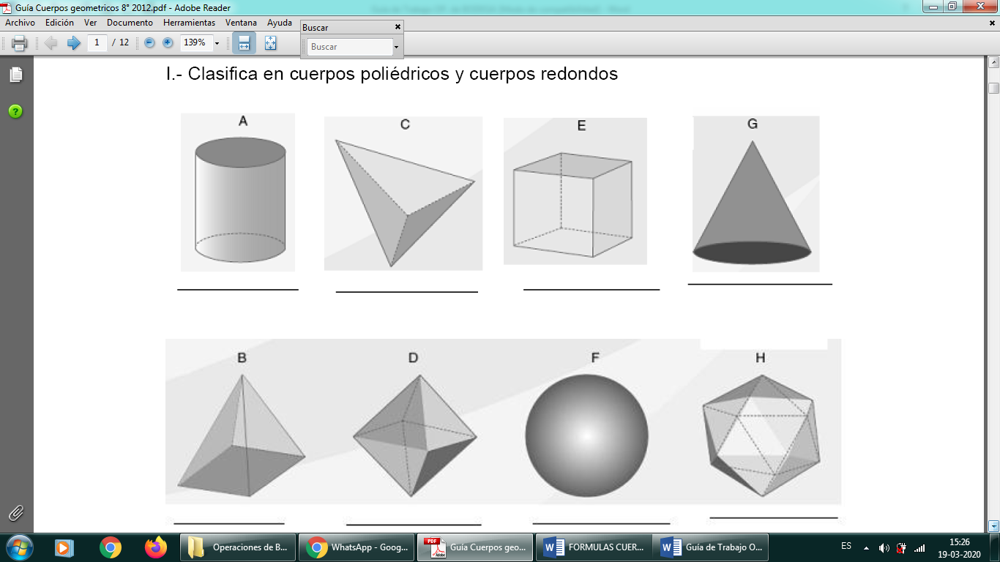 Guía Cuerpos geometricos 8° 2012.pdf - Adobe Reader
Archivo Edición Ver Documento Herramientas Ventana Ayuda
Buscar
1 / 12 139% Buscar
I.- Clasifica en cuerpos poliédricos y cuerpos redondos
A C E G
B D F H
Operaciones de B... WhatsApp - Goog... Guía Cuerpos geo... FORMULAS CUER... Guía de Trabajo O... ES 15:26
19-03-2020